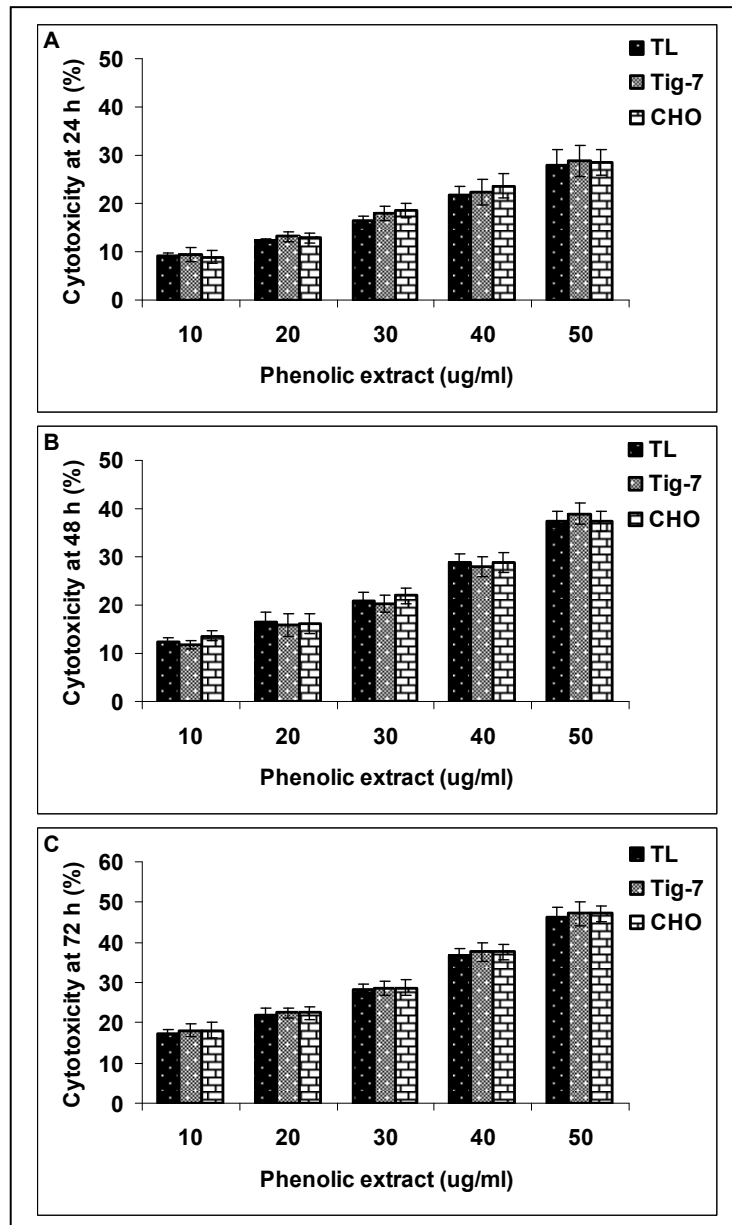 A
Cytotoxicity at 24 h (%)
50
40
30
20
10
0
TL
Tig-7
CHO
10 20 30 40 50
Phenolic extract (ug/ml)
B
Cytotoxicity at 48 h (%)
50
40
30
20
10
0
TL
Tig-7
CHO
10 20 30 40 50
Phenolic extract (ug/ml)
C
Cytotoxicity at 72 h (%)
60
50
40
30
20
10
0
TL
Tig-7
CHO
10 20 30 40 50
Phenolic extract (ug/ml)